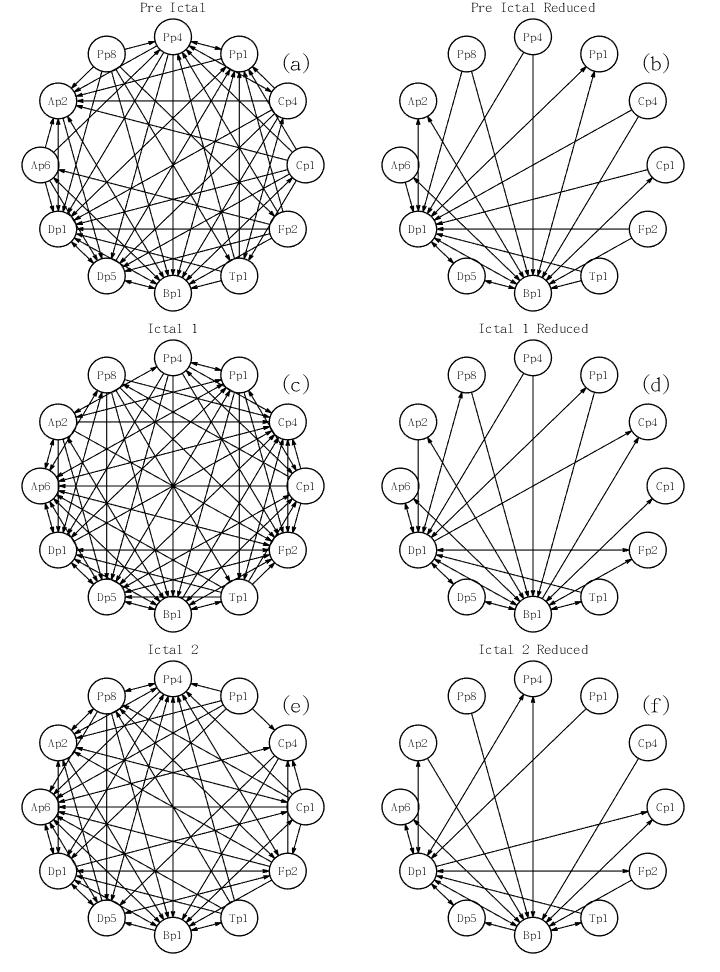 Pre Ictal
Pre Ictal Reduced
Pp4
Pp8
Pp1
(a)
Ap2
Cp4
Ap6
Cp1
Dp1
Fp2
Dp5
Tp1
Bp1
Pp4
Pp8
Pp1
(b)
Ap2
Cp4
Ap6
Cp1
Dp1
Fp2
Dp5
Tp1
Bp1
Ictal 1
Ictal 1 Reduced
Pp4
Pp8
Pp1
(c)
Ap2
Cp4
Ap6
Cp1
Dp1
Fp2
Dp5
Tp1
Bp1
Pp4
Pp8
Pp1
(d)
Ap2
Cp4
Ap6
Cp1
Dp1
Fp2
Dp5
Tp1
Bp1
Ictal 2
Ictal 2 Reduced
Pp4
Pp8
Pp1
(e)
Ap2
Cp4
Ap6
Cp1
Dp1
Fp2
Dp5
Tp1
Bp1
Pp4
Pp8
Pp1
(f)
Ap2
Cp4
Ap6
Cp1
Dp1
Fp2
Dp5
Tp1
Bp1